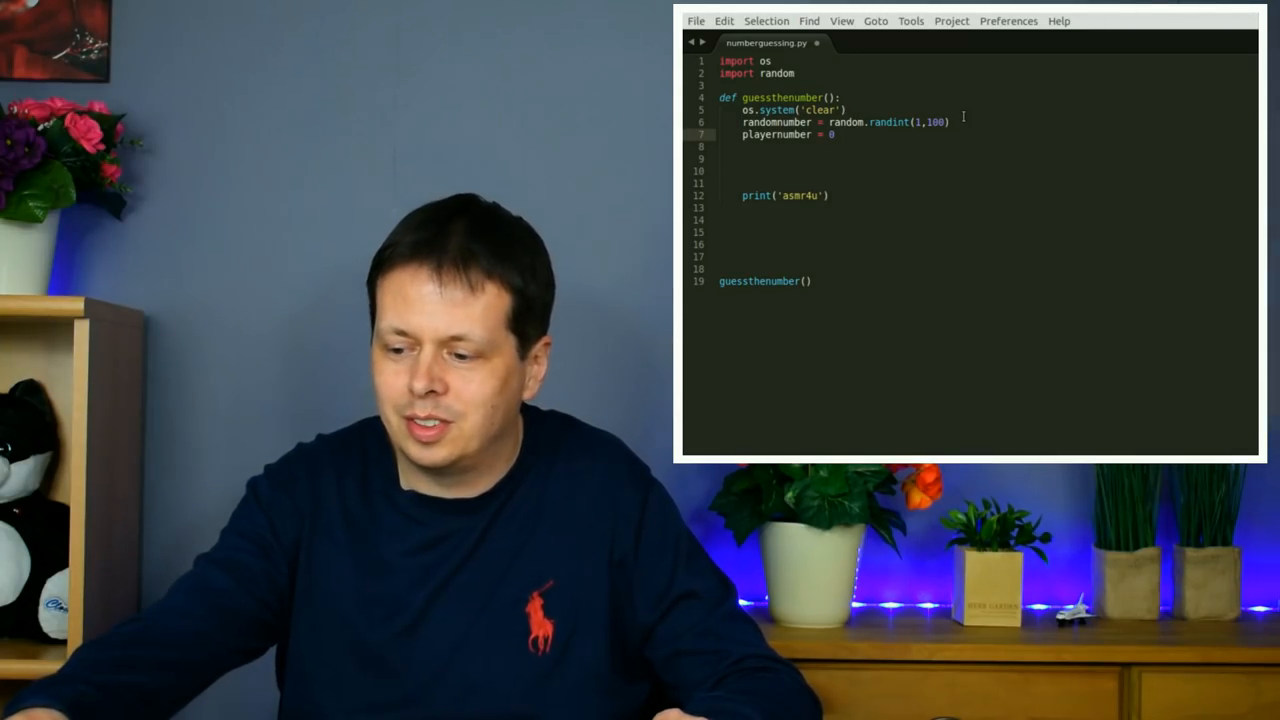 File Edit Selection Find View Goto Tools Project Preferences Help
numberguessing.py
1 import os
2 import random
3
4 def guessthenumber():
5 os.system('clear')
6 randomnumber = random.randint(1,100)
7 playernumber = 0
8
9
10
11
12 print('asmr4u')
13
14
15
16
17
18
19 guessthenumber()
HERB GARDEN